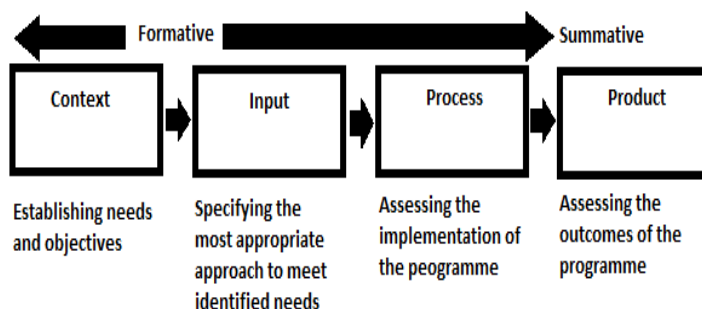 Formative
Summative
Context
Input
Process
Product
Establishing needs
and objectives
Specifying the
most appropriate
approach to meet
identified needs
Assessing the
implementation of
the peogramme
Assessing the
outcomes of the
programme